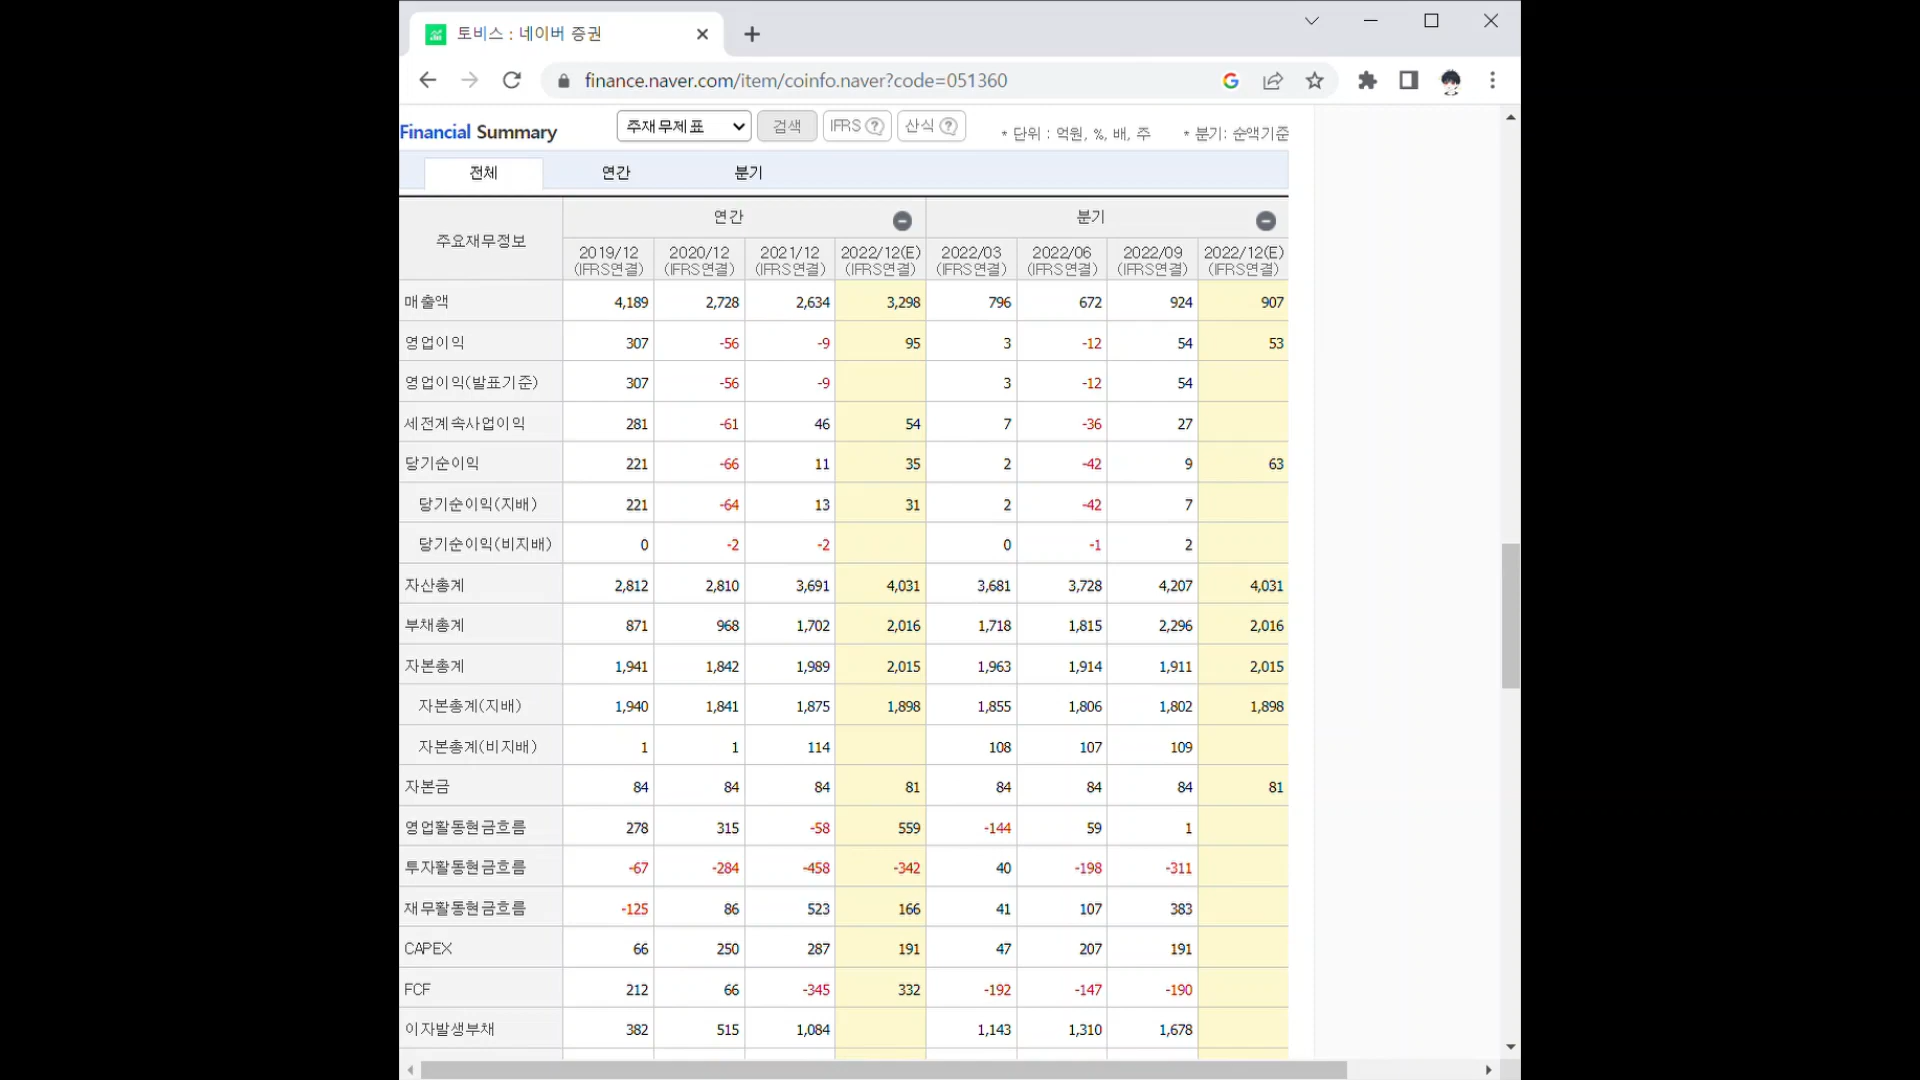 토비스 : 네이버 증권
finance.naver.com/item/coinfo.naver?code=051360
Financial Summary 주재무제표 검색 IFRS ? 산식 ? * 단위 : 억원, %, 배, 주 * 분기: 순액기준
전체 연간 분기
주요재무정보 연간 분기
2019/12 2020/12 2021/12 2022/12(E) 2022/03 2022/06 2022/09 2022/12(E)
(IFRS연결) (IFRS연결) (IFRS연결) (IFRS연결) (IFRS연결) (IFRS연결) (IFRS연결) (IFRS연결)
매출액 4,189 2,728 2,634 3,298 796 672 924 907
영업이익 307 -56 -9 95 3 -12 54 53
영업이익(발표기준) 307 -56 -9 3 -12 54
세전계속사업이익 281 -61 46 54 7 -36 27
당기순이익 221 -66 11 35 2 -42 9 63
당기순이익(지배) 221 -64 13 31 2 -42 7
당기순이익(비지배) 0 -2 -2 0 -1 2
자산총계 2,812 2,810 3,691 4,031 3,681 3,728 4,207 4,031
부채총계 871 968 1,702 2,016 1,718 1,815 2,296 2,016
자본총계 1,941 1,842 1,989 2,015 1,963 1,914 1,911 2,015
자본총계(지배) 1,940 1,841 1,875 1,898 1,855 1,806 1,802 1,898
자본총계(비지배) 1 1 114 108 107 109
자본금 84 84 84 81 84 84 84 81
영업활동현금흐름 278 315 -58 559 -144 59 1
투자활동현금흐름 -67 -284 -458 -342 40 -198 -311
재무활동현금흐름 -125 86 523 166 41 107 383
CAPEX 66 250 287 191 47 207 191
FCF 212 66 -345 332 -192 -147 -190
이자발생부채 382 515 1,084 1,143 1,310 1,678